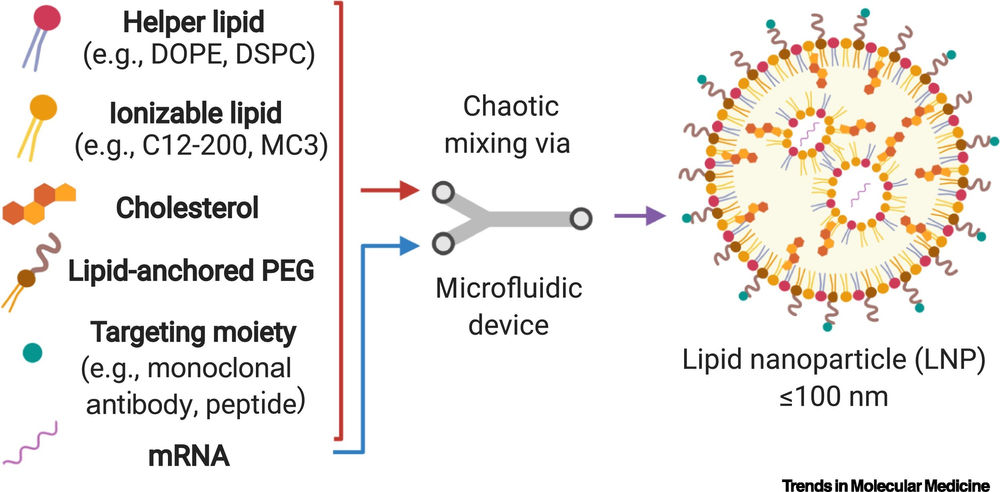 Helper lipid
(e.g., DOPE, DSPC)
Ionizable lipid
(e.g., C12-200, MC3)
Cholesterol
Lipid-anchored PEG
Targeting moiety
(e.g., monoclonal
antibody, peptide)
mRNA
Chaotic
mixing via
Microfluidic
device
Lipid nanoparticle (LNP)
≤100 nm
Trends in Molecular Medicine